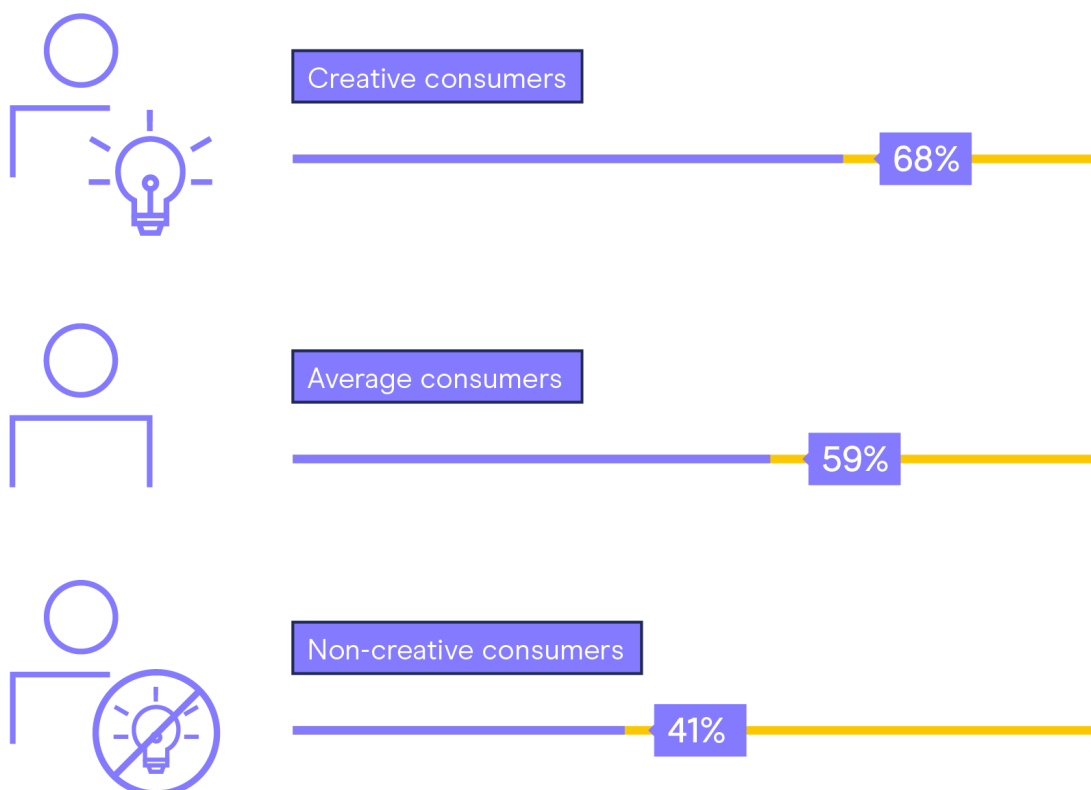 Creative consumers
68%
Average consumers
59%
Non-creative consumers
41%